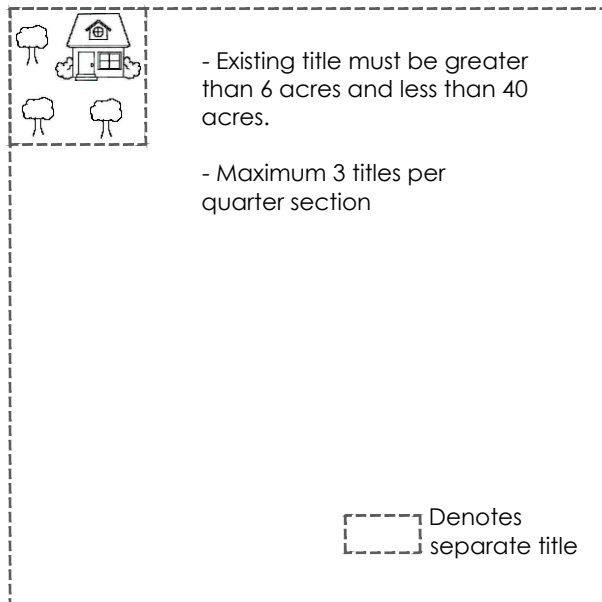 - Existing title must be greater
than 6 acres and less than 40
acres.
- Maximum 3 titles per
quarter section
Denotes
separate title